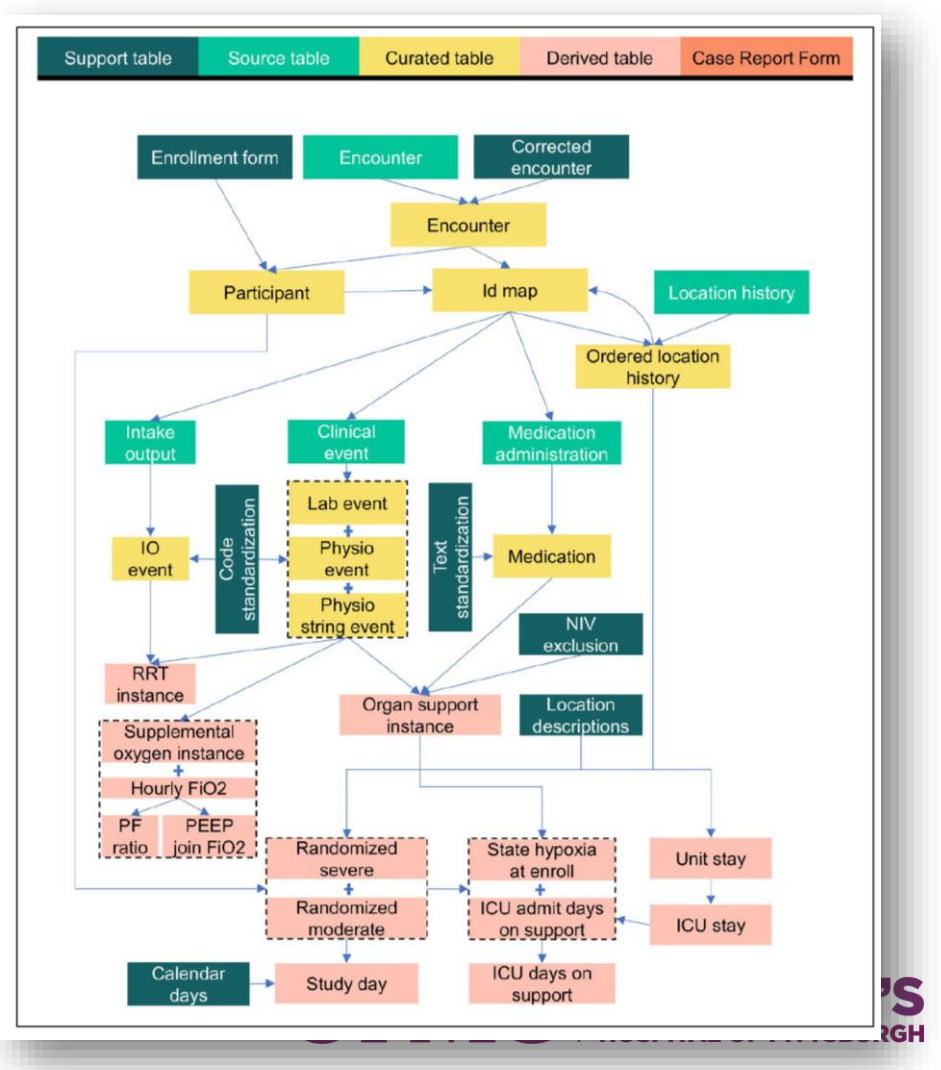 Support table
Source table
Curated table
Derived table
Case Report Form
Enrollment form
Encounter
Corrected
encounter
Encounter
Participant
Id map
Location history
Ordered location
history
Intake
output
Clinical
event
Medication
administration
Code
standardization
Lab event
+
Physio
event
+
Physio
string event
IO
event
Text
standardization
Medication
NIV
exclusion
RRT
instance
Organ support
instance
Location
descriptions
Supplemental
oxygen instance
+
Hourly FiO2
PF
ratio
PEEP
join FiO2
Randomized
severe
+
Randomized
moderate
State hypoxia
at enroll
+
ICU admit days
on support
Unit stay
ICU stay
Calendar
days
Study day
ICU days on
support
'S